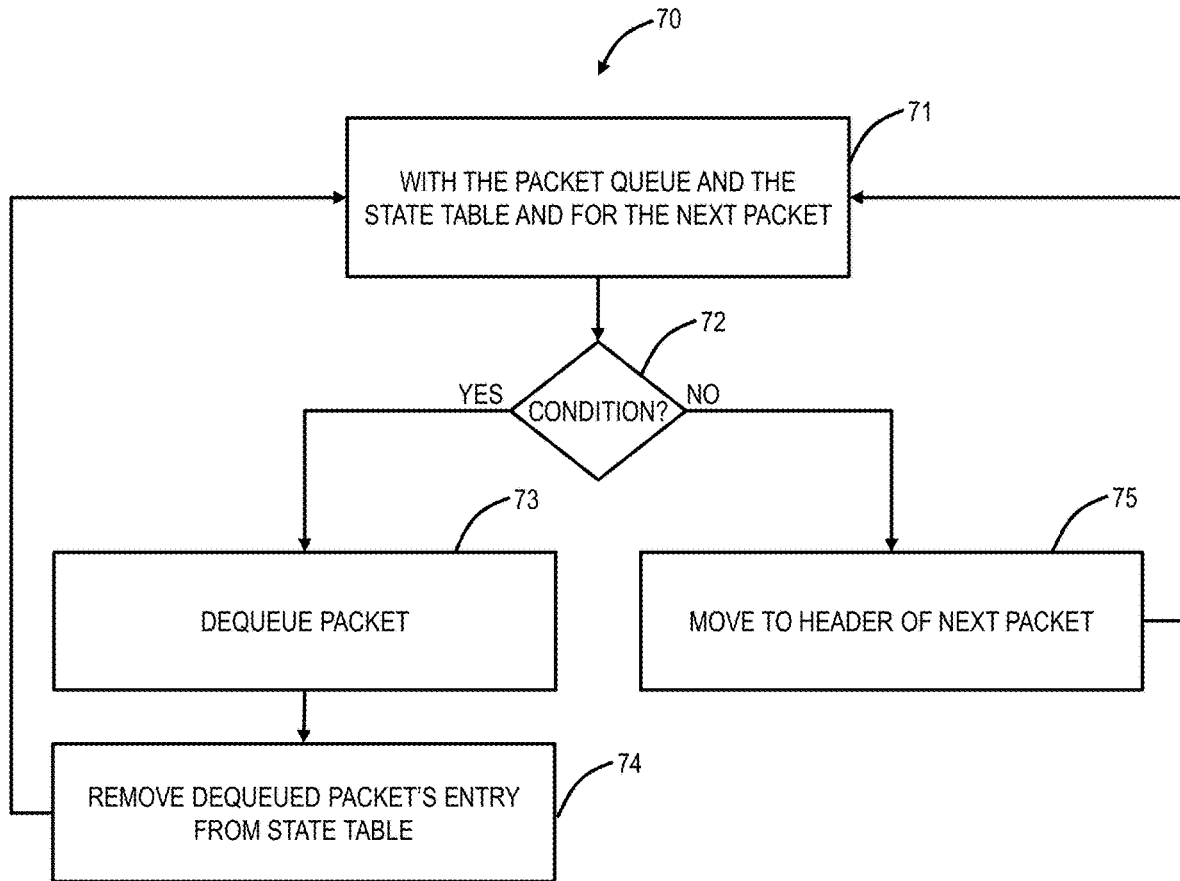 70
71
WITH THE PACKET QUEUE AND THE
STATE TABLE AND FOR THE NEXT PACKET
72
YES
CONDITION?
NO
73
75
DEQUEUE PACKET
MOVE TO HEADER OF NEXT PACKET
74
REMOVE DEQUEUED PACKET'S ENTRY
FROM STATE TABLE